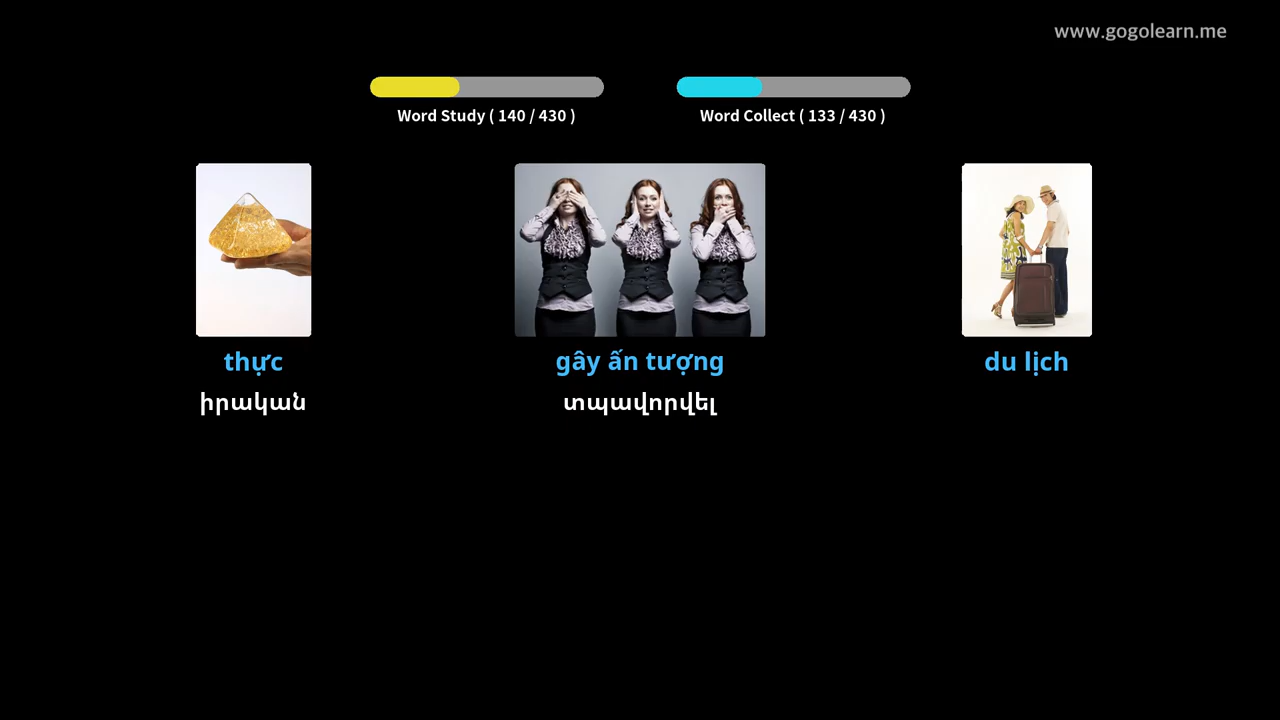 www.gogolearn.me
Word Study ( 140 / 430 )
Word Collect ( 133 / 430 )
thực
gây ấn tượng
du lịch
իրական
տպավորվել